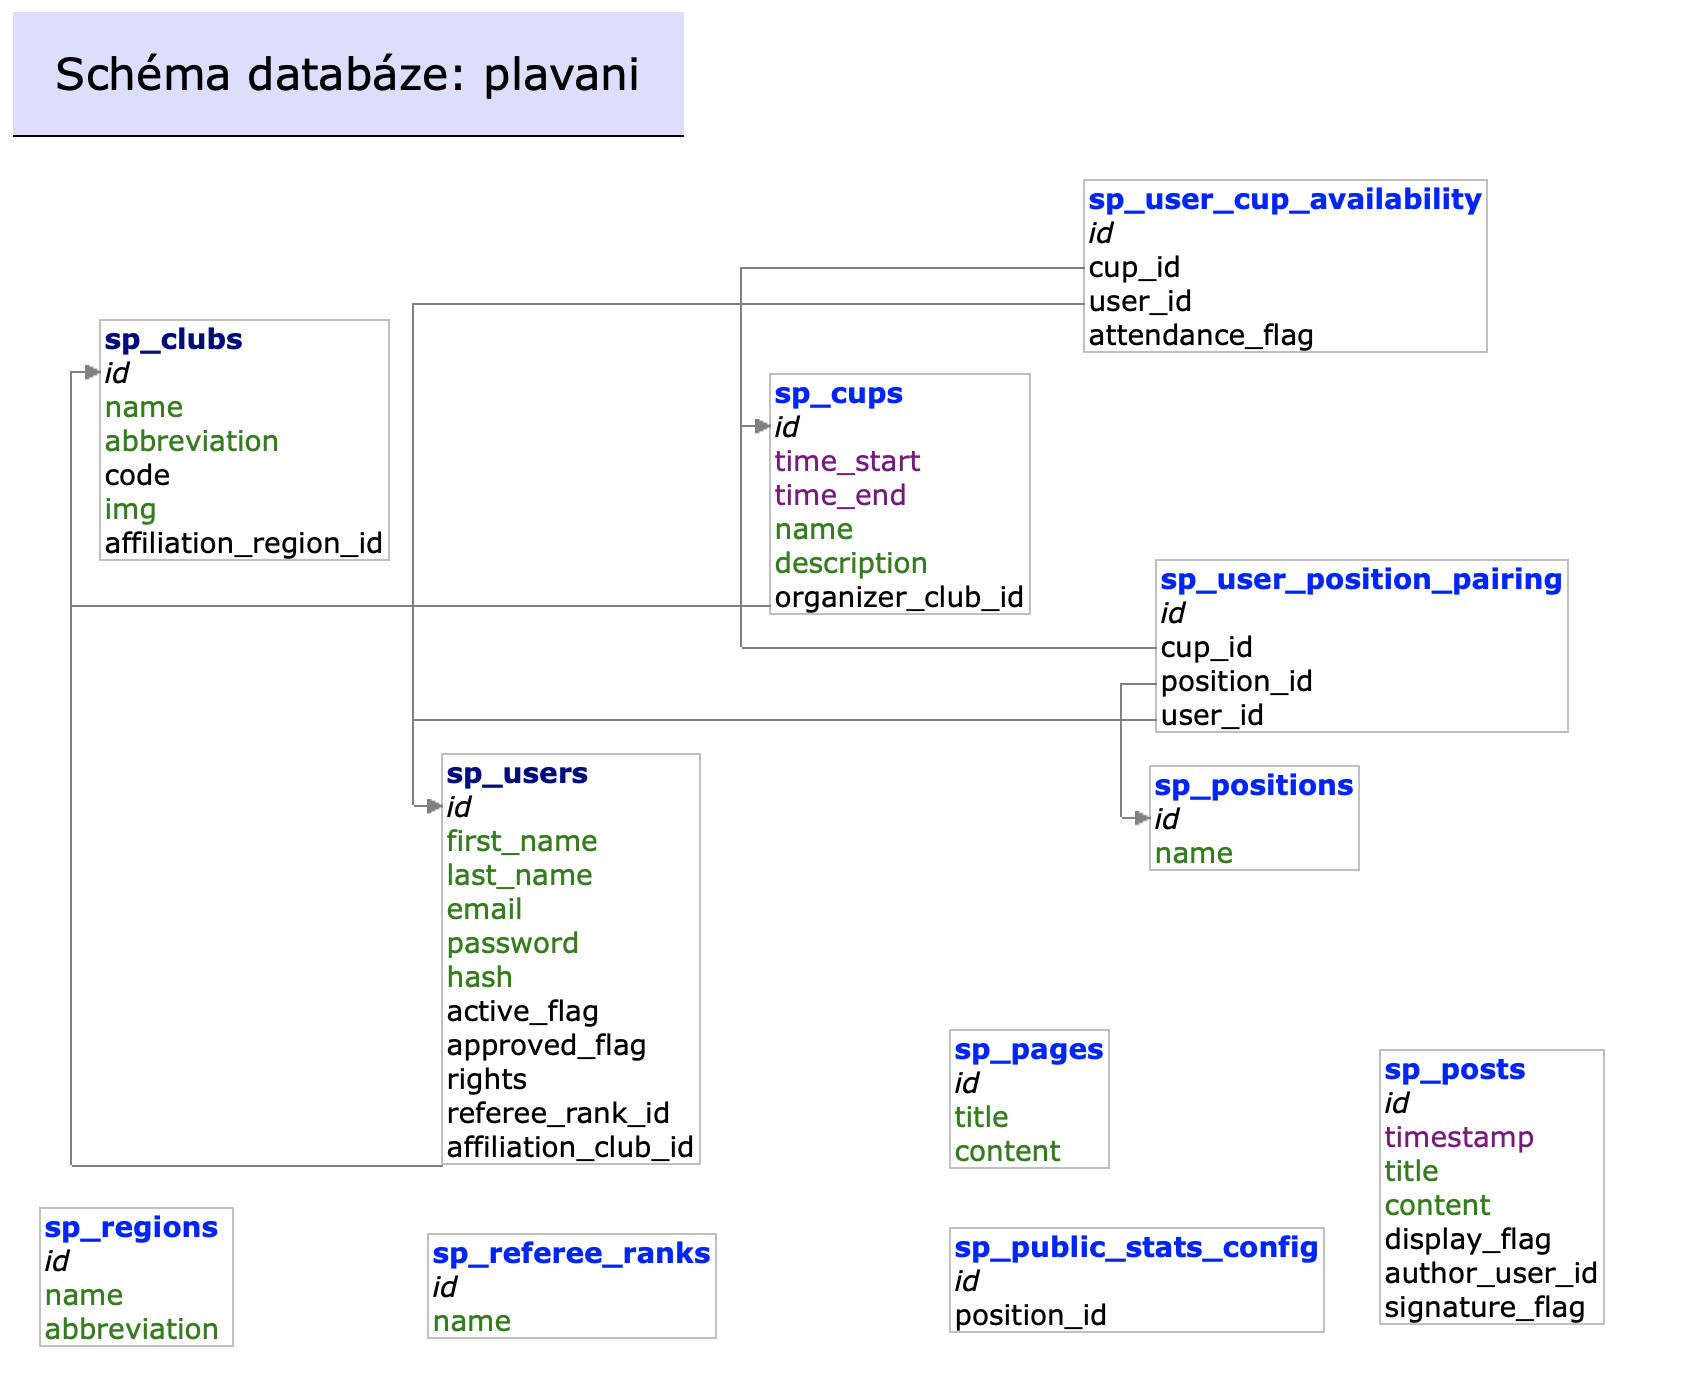 Schéma databáze: plavani
sp_user_cup_availability
id
cup_id
user_id
attendance_flag
sp_clubs
id
name
abbreviation
code
img
affiliation_region_id
sp_cups
id
time_start
time_end
name
description
organizer_club_id
sp_user_position_pairing
id
cup_id
position_id
user_id
sp_users
id
first_name
last_name
email
password
hash
active_flag
approved_flag
rights
referee_rank_id
affiliation_club_id
sp_positions
id
name
sp_pages
id
title
content
sp_posts
id
timestamp
title
content
display_flag
author_user_id
signature_flag
sp_regions
id
name
abbreviation
sp_referee_ranks
id
name
sp_public_stats_config
id
position_id